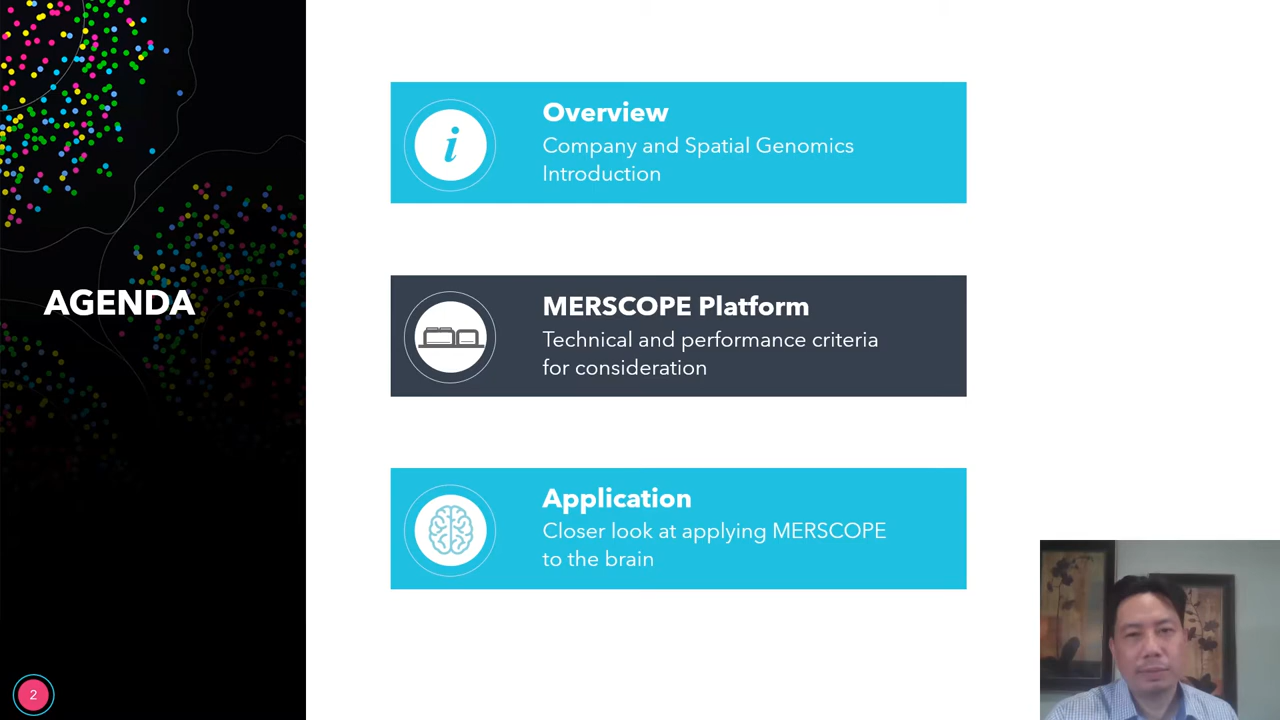 AGENDA
Overview
Company and Spatial Genomics
Introduction
MERSCOPE Platform
Technical and performance criteria
for consideration
Application
Closer look at applying MERSCOPE
to the brain
2